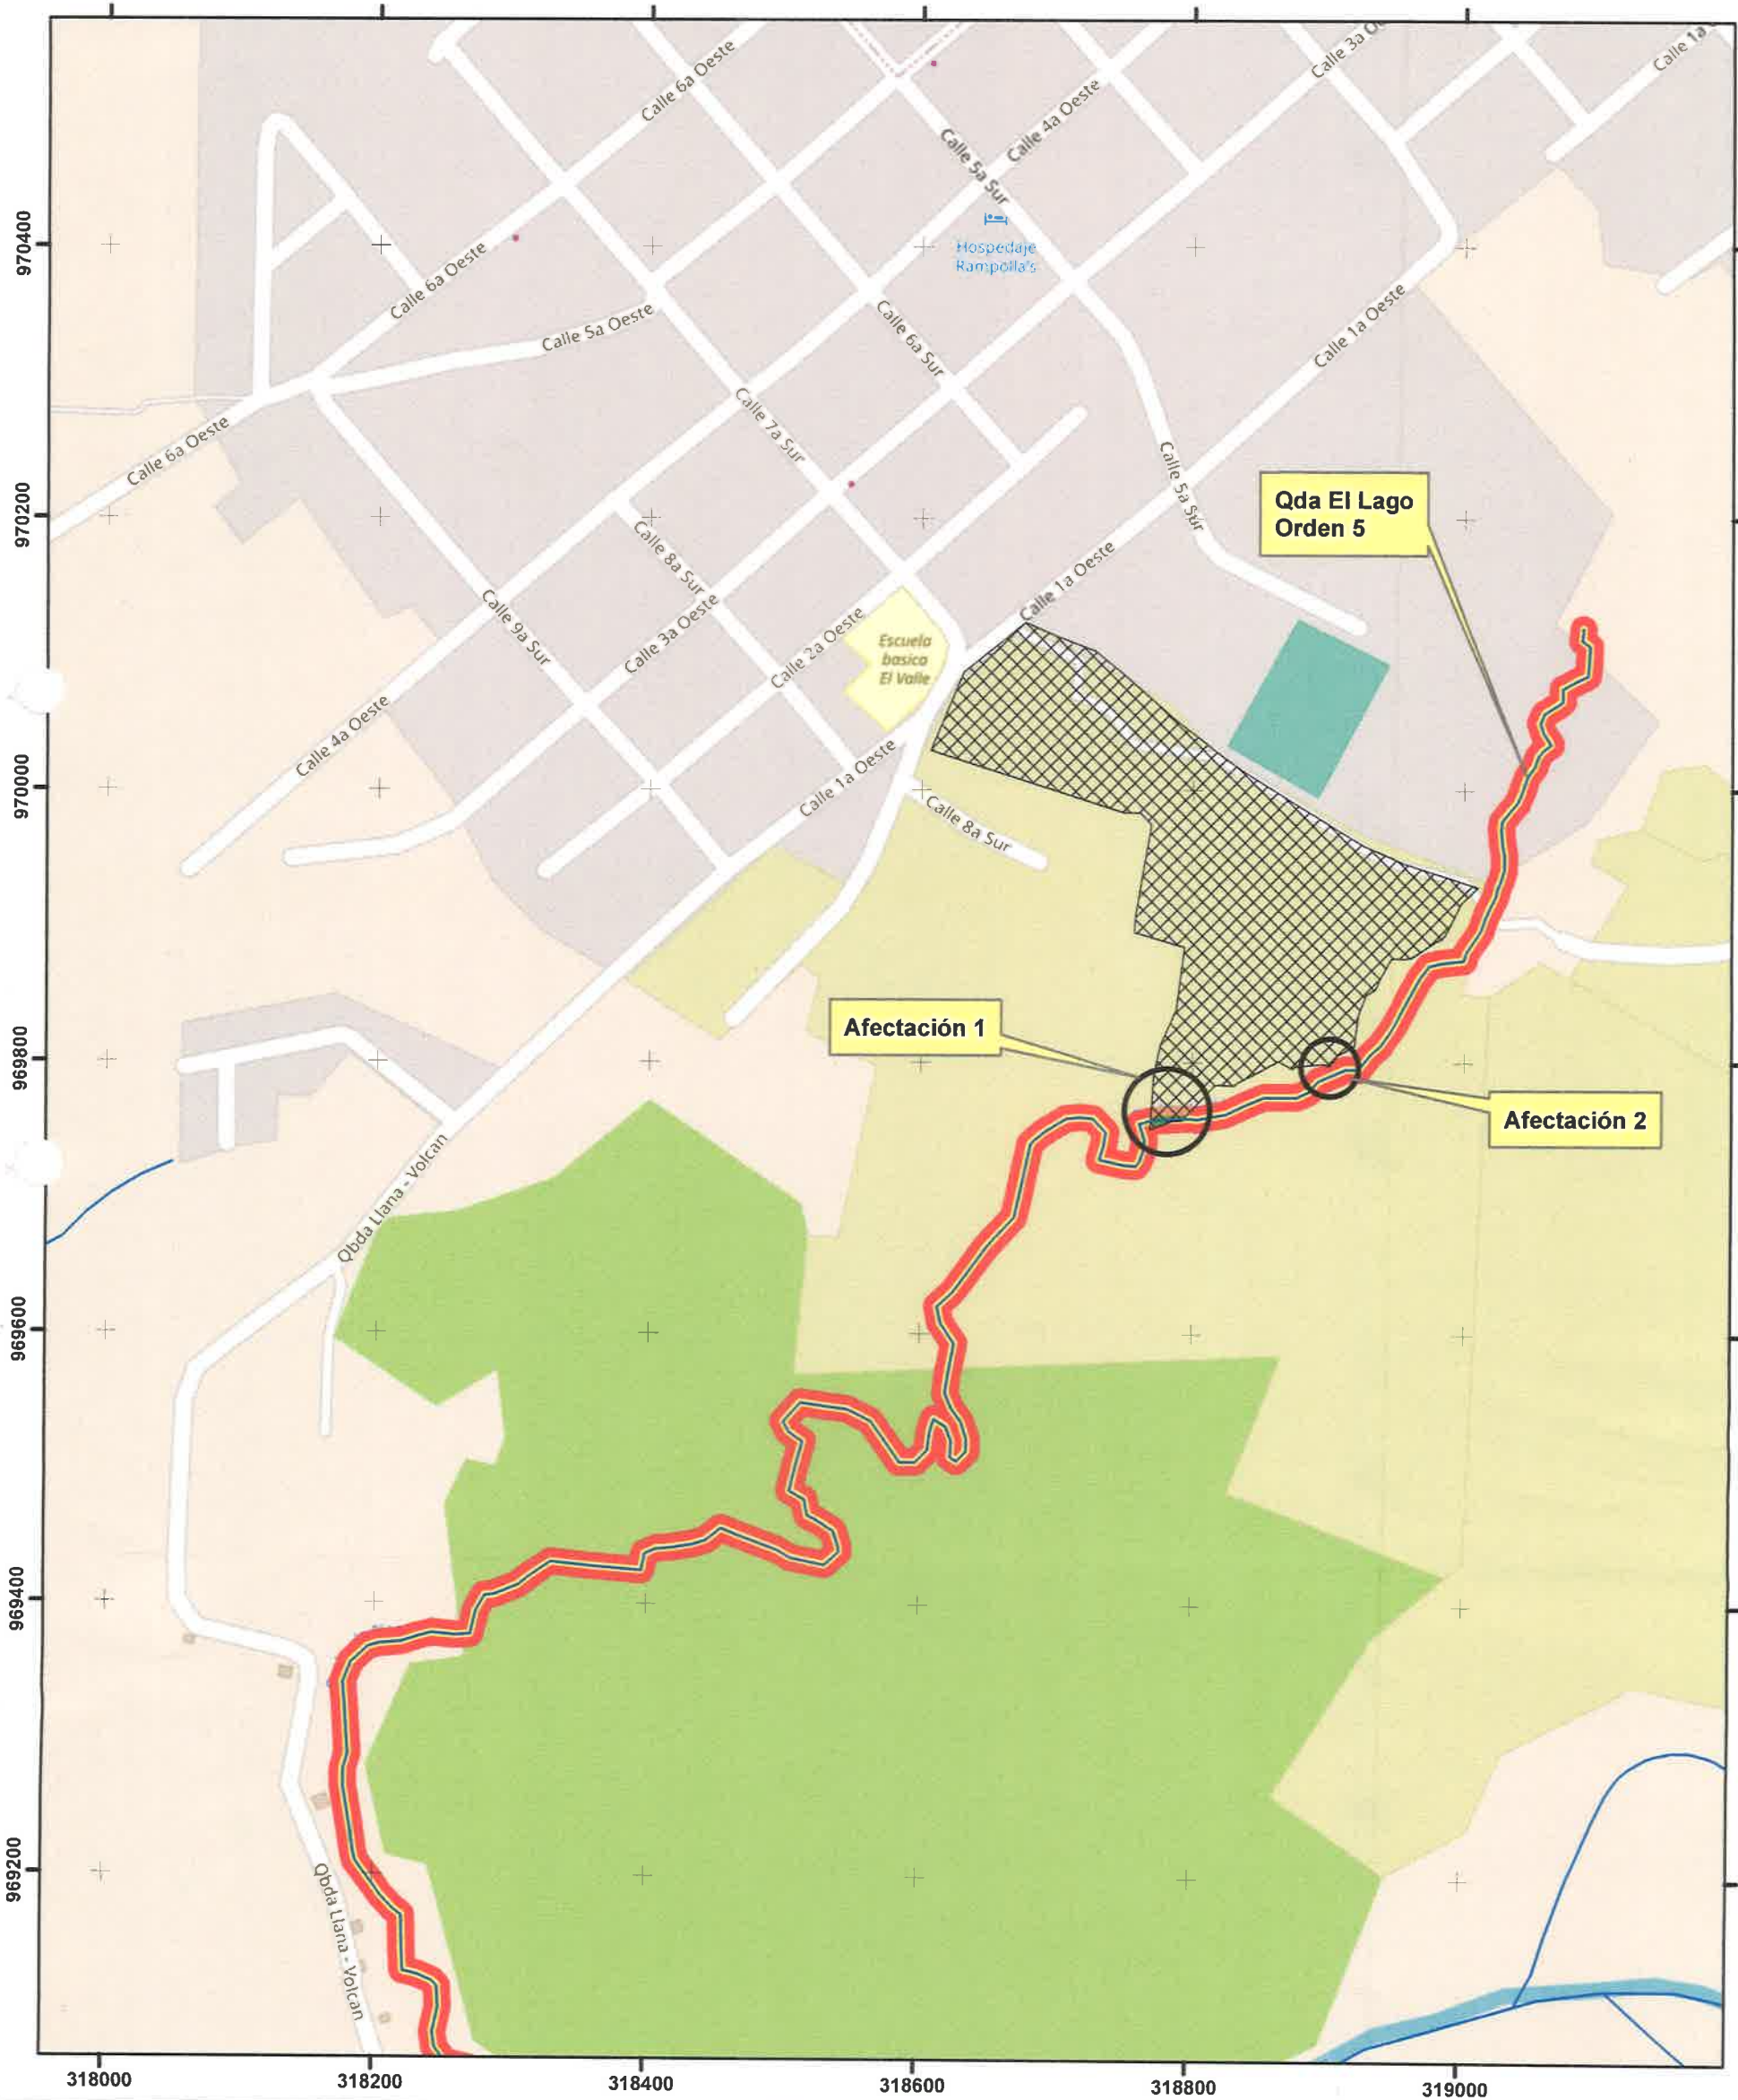 Calle 6a Oeste
Calle 3a O
Calle 1a
Calle 5a Sur
Calle 4a Oeste
Hospedaje
Rampolla's
970400
Calle 6a Oeste
Calle 5a Oeste
Calle 6a Sur
Calle 1a Oeste
Calle 6a Oeste
Calle 7a Sur
Calle 5a Sur
970200
Qda El Lago
Orden 5
Calle 8a Sur
Calle 1a Oeste
Calle 9a Sur
Calle 3a Oeste
Calle 2a Oeste
Escuela
basica
El Valle
Calle 4a Oeste
970000
Calle 1a Oeste
Calle 8a Sur
969800
Afectación 1
Afectación 2
Qbda Llana - Volcan
969600
969400
969200
Qbda Llana - Volcan
318000
318200
318400
318600
318800
319000